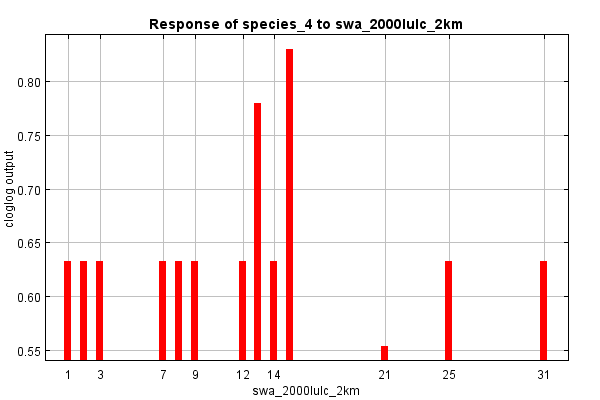 Response of species_4 to swa_2000lulc_2km
cloglog output
0.80
0.75
0.70
0.65
0.60
0.55
1 3 7 9 12 14 21 25 31
swa_2000lulc_2km